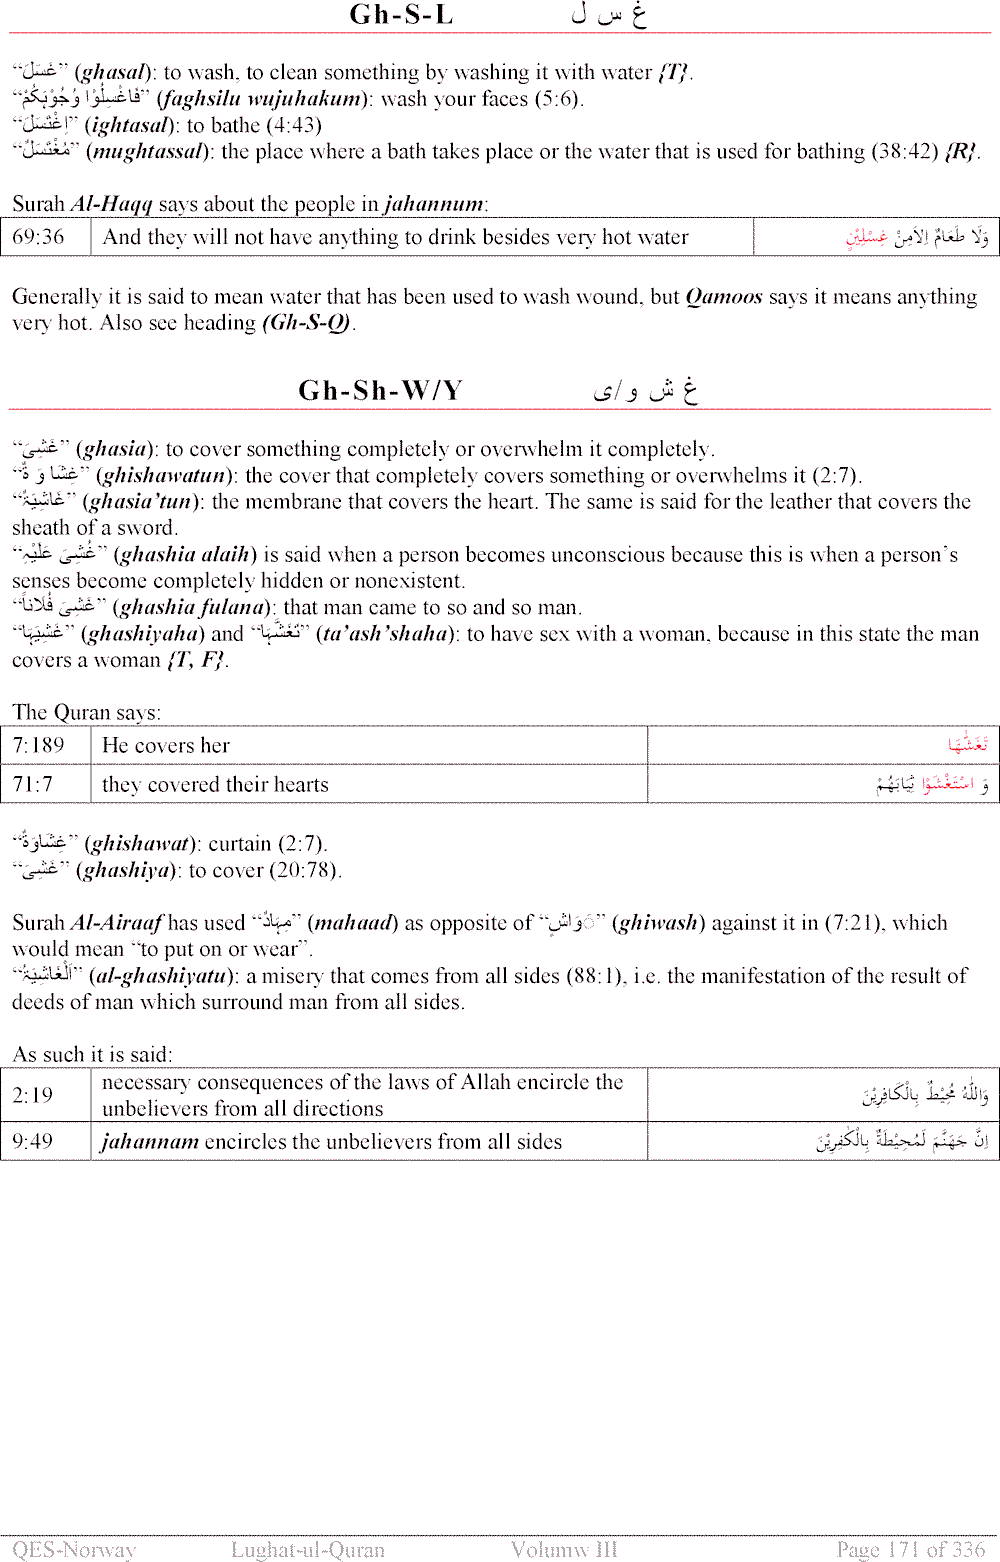 Gh-S-L غ س ل
“غَسَلَ” (ghasal): to wash, to clean something by washing it with water {T}.
“فَاغْسِلُوْا وُجُوْہَکُمْ” (faghsilu wujuhakum): wash your faces (5:6).
“اِغْتَسَلَ” (ightasal): to bathe (4:43)
“مُغْتَسَلٌ” (mughtassal): the place where a bath takes place or the water that is used for bathing (38:42) {R}.
Surah Al-Haqq says about the people in jahannum:
69:36 And they will not have anything to drink besides very hot water وَلَا طَعَامٌ اِلاَمِنْ غِسْلِيْنٍ
Generally it is said to mean water that has been used to wash wound, but Qamoos says it means anything
very hot. Also see heading (Gh-S-Q).
Gh-Sh-W/Y غ ش و/ی
“غَشِیَ” (ghasia): to cover something completely or overwhelm it completely.
“غِشَا وَ ۃٌ” (ghishawatun): the cover that completely covers something or overwhelms it (2:7).
“غَاشِیَۃٌ” (ghasia’tun): the membrane that covers the heart. The same is said for the leather that covers the
sheath of a sword.
“غُشِیَ عَلَیْہِ” (ghashia alaih) is said when a person becomes unconscious because this is when a person’s
senses become completely hidden or nonexistent.
“غَشِیَ فُلَاناً” (ghashia fulana): that man came to so and so man.
“غَشِیَہَا” (ghashiyaha) and “تَغَشَّہَا” (ta’ash’shaha): to have sex with a woman, because in this state the man
covers a woman {T, F}.
The Quran says:
7:189 He covers her تَغَشّٰهَا
71:7 they covered their hearts وَ اسْتَغْشَوْا ثِيَابَهُمْ
“غِشَاوَۃٌ” (ghishawat): curtain (2:7).
“غَشِیَ” (ghashiya): to cover (20:78).
Surah Al-Airaaf has used “مِہَادٌ” (mahaad) as opposite of “َوَاشٍ” (ghiwash) against it in (7:21), which
would mean “to put on or wear”.
“اَلْغَاشِیَۃُ” (al-ghashiyatu): a misery that comes from all sides (88:1), i.e. the manifestation of the result of
deeds of man which surround man from all sides.
As such it is said:
2:19 necessary consequences of the laws of Allah encircle the
unbelievers from all directions وَاللّٰهُ مُحِيْطٌ بِالْكَافِرِيْنَ
9:49 jahannam encircles the unbelievers from all sides اِنَّ جَهَنَّمَ لَمُحِيْطَةٌ بِالْكٰفِرِيْنَ
QES-Norway Lughat-ul-Quran Volumw III Page 171 of 336